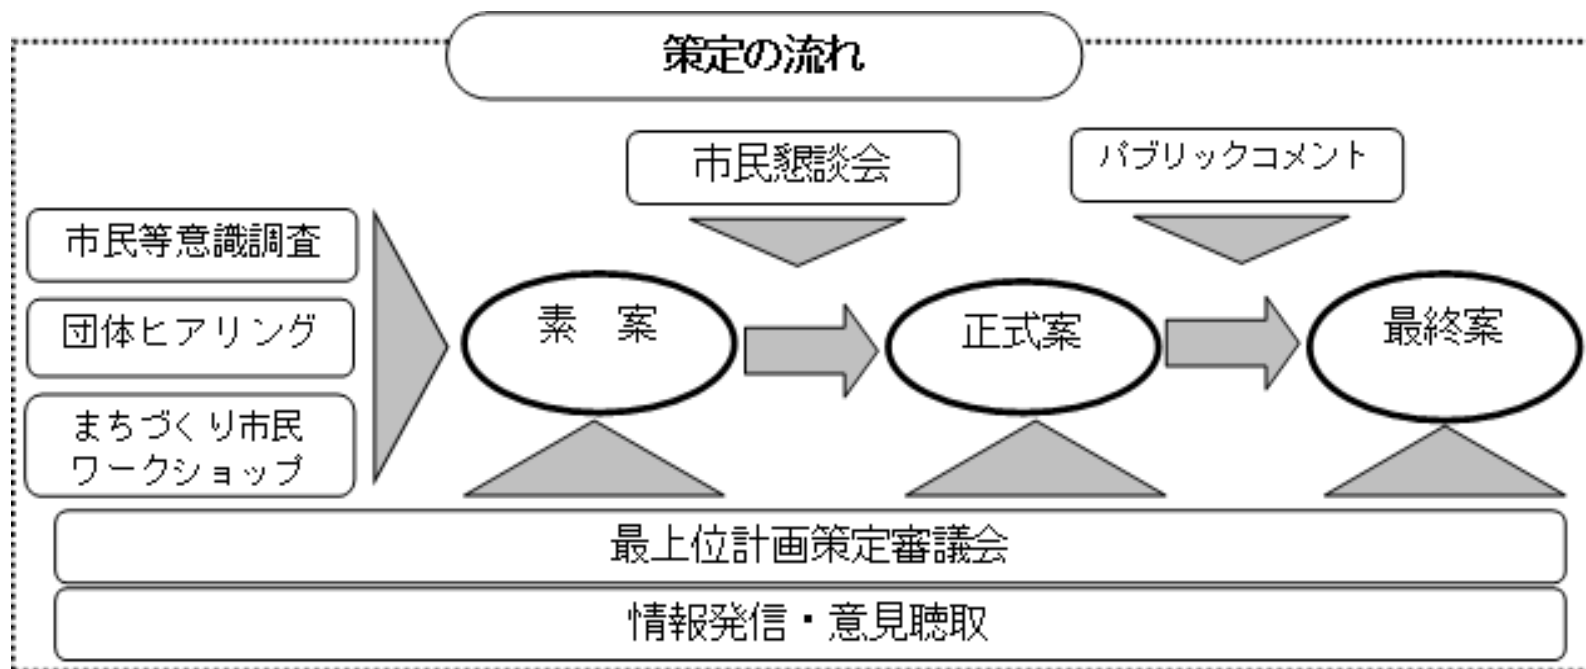 策定の流れ
市民懇談会
パブリックコメント
市民等意識調査
団体ヒアリング
まちづくり市民
ワークショップ
素　案
正式案
最終案
最上位計画策定審議会
情報発信・意見聴取